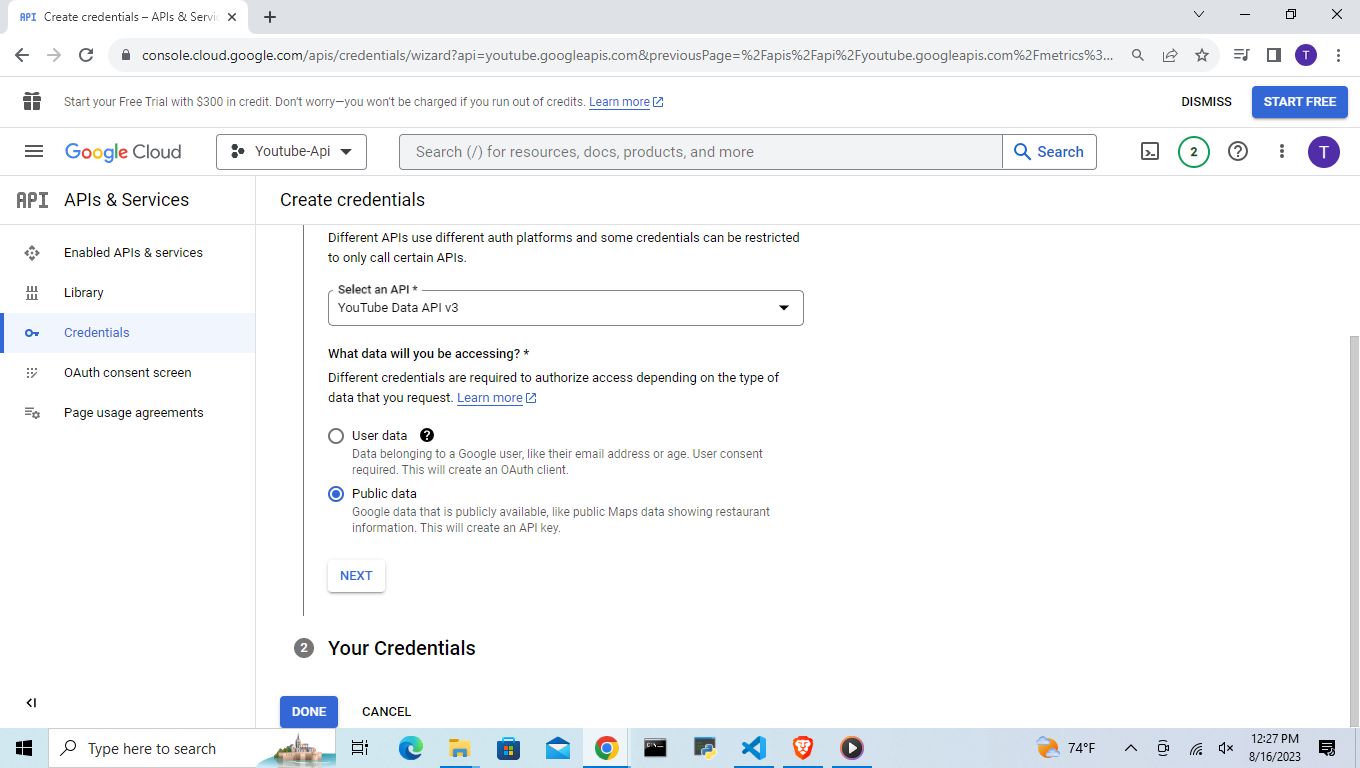 API Create credentials – APIs & Servi
console.cloud.google.com/apis/credentials/wizard?api=youtube.googleapis.com&previousPage=%2Fapis%2Fapi%2Fyoutube.googleapis.com%2Fmetrics%3... T
Start your Free Trial with $300 in credit. Don't worry—you won't be charged if you run out of credits. Learn more DISMISS START FREE
Google Cloud Youtube-Api Search (/) for resources, docs, products, and more Search 2 T
API APIs & Services
Enabled APIs & services
Library
Credentials
OAuth consent screen
Page usage agreements
Create credentials
Different APIs use different auth platforms and some credentials can be restricted
to only call certain APIs.
Select an API *
YouTube Data API v3
What data will you be accessing? *
Different credentials are required to authorize access depending on the type of
data that you request. Learn more
User data
Data belonging to a Google user, like their email address or age. User consent
required. This will create an OAuth client.
Public data
Google data that is publicly available, like public Maps data showing restaurant
information. This will create an API key.
NEXT
2 Your Credentials
DONE CANCEL
Type here to search 74°F 12:27 PM
8/16/2023